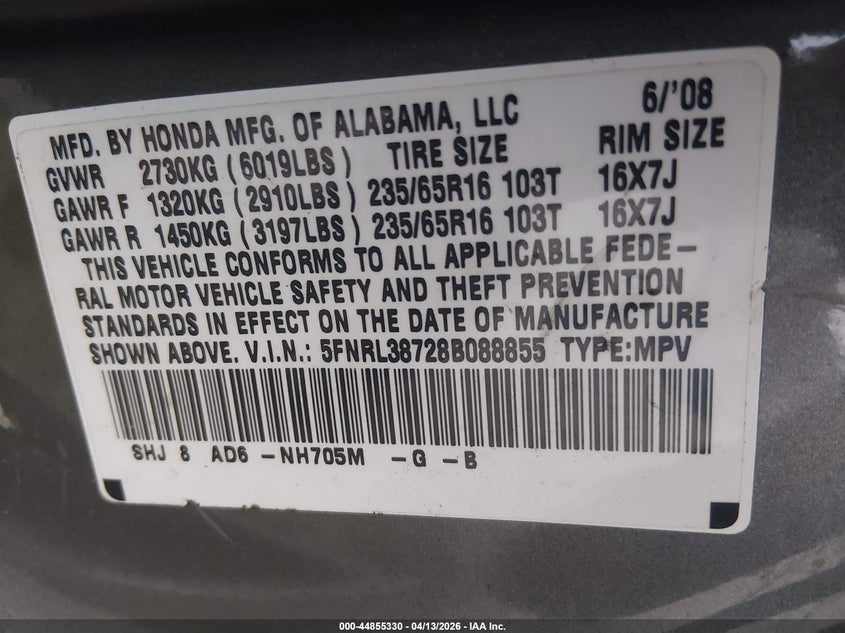 MFD. BY HONDA MFG. OF ALABAMA, LLC 6/'08
GVWR 2730KG (6019LBS) TIRE SIZE RIM SIZE
GAWR F 1320KG (2910LBS) 235/65R16 103T 16X7J
GAWR R 1450KG (3197LBS) 235/65R16 103T 16X7J
THIS VEHICLE CONFORMS TO ALL APPLICABLE FEDE-
RAL MOTOR VEHICLE SAFETY AND THEFT PREVENTION
STANDARDS IN EFFECT ON THE DATE OF MANUFACTURE
SHOWN ABOVE. V.I.N.: 5FNRL38728B088855 TYPE:MPV
SHJ 8 AD6 -NH705M -G -B
000-44855330 - 04/13/2026 - IAA Inc.